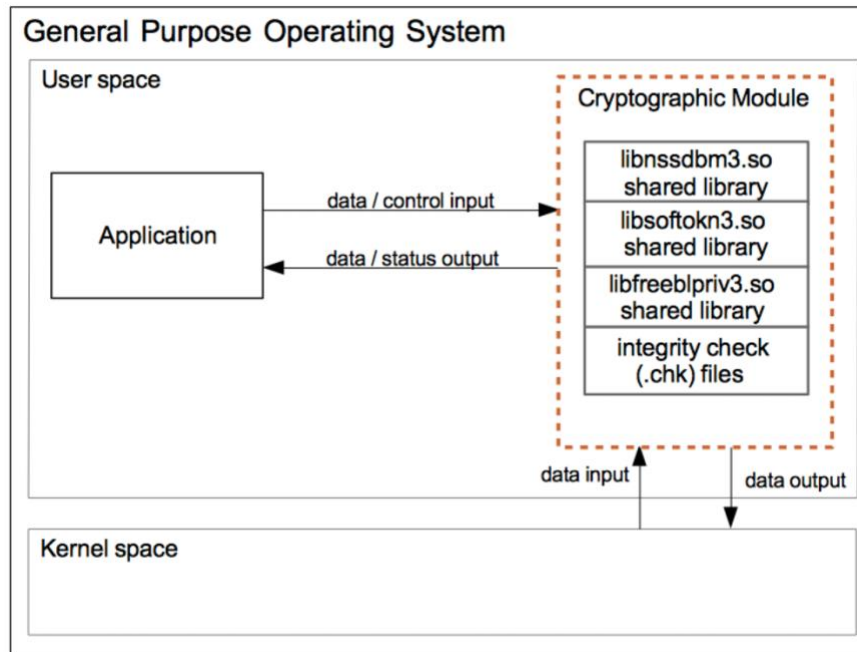 General Purpose Operating System
User space
Cryptographic Module
libnssdbm3.so
shared library
libsoftokn3.so
shared library
libfreeblpriv3.so
shared library
integrity check
(.chk) files
Application
data / control input
data / status output
data input
data output
Kernel space